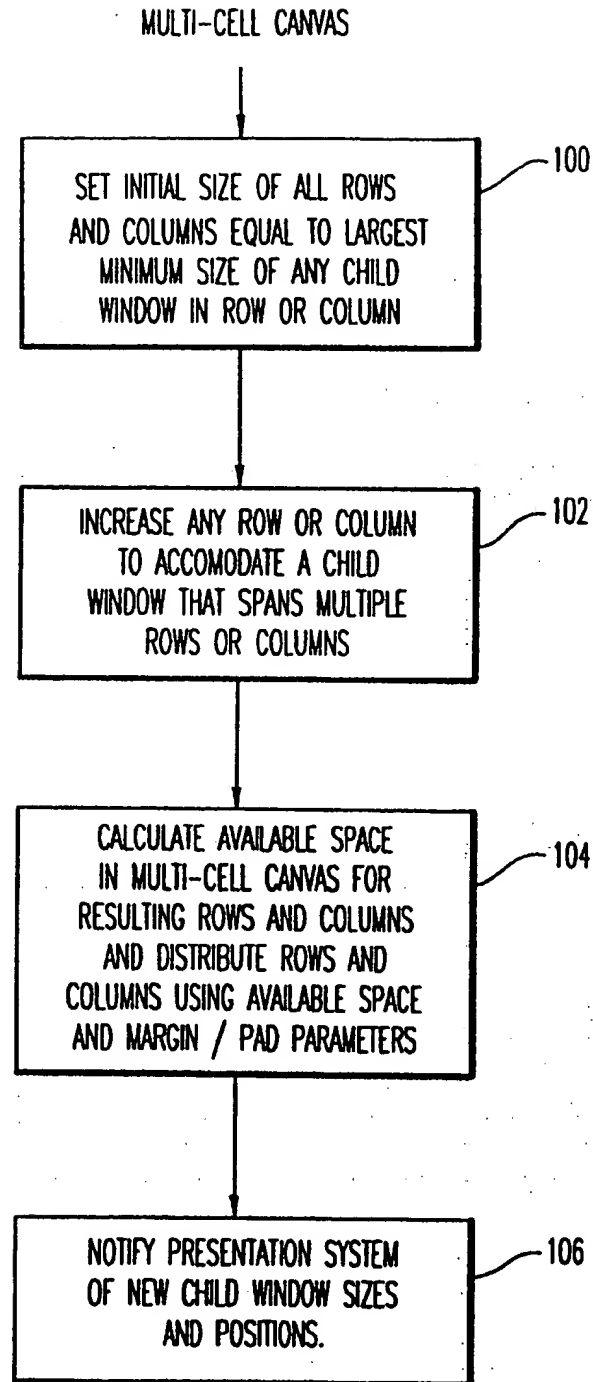 MULTI-CELL CANVAS
100
SET INITIAL SIZE OF ALL ROWS
AND COLUMNS EQUAL TO LARGEST
MINIMUM SIZE OF ANY CHILD
WINDOW IN ROW OR COLUMN
102
INCREASE ANY ROW OR COLUMN
TO ACCOMODATE A CHILD
WINDOW THAT SPANS MULTIPLE
ROWS OR COLUMNS
104
CALCULATE AVAILABLE SPACE
IN MULTI-CELL CANVAS FOR
RESULTING ROWS AND COLUMNS
AND DISTRIBUTE ROWS AND
COLUMNS USING AVAILABLE SPACE
AND MARGIN / PAD PARAMETERS
106
NOTIFY PRESENTATION SYSTEM
OF NEW CHILD WINDOW SIZES
AND POSITIONS.